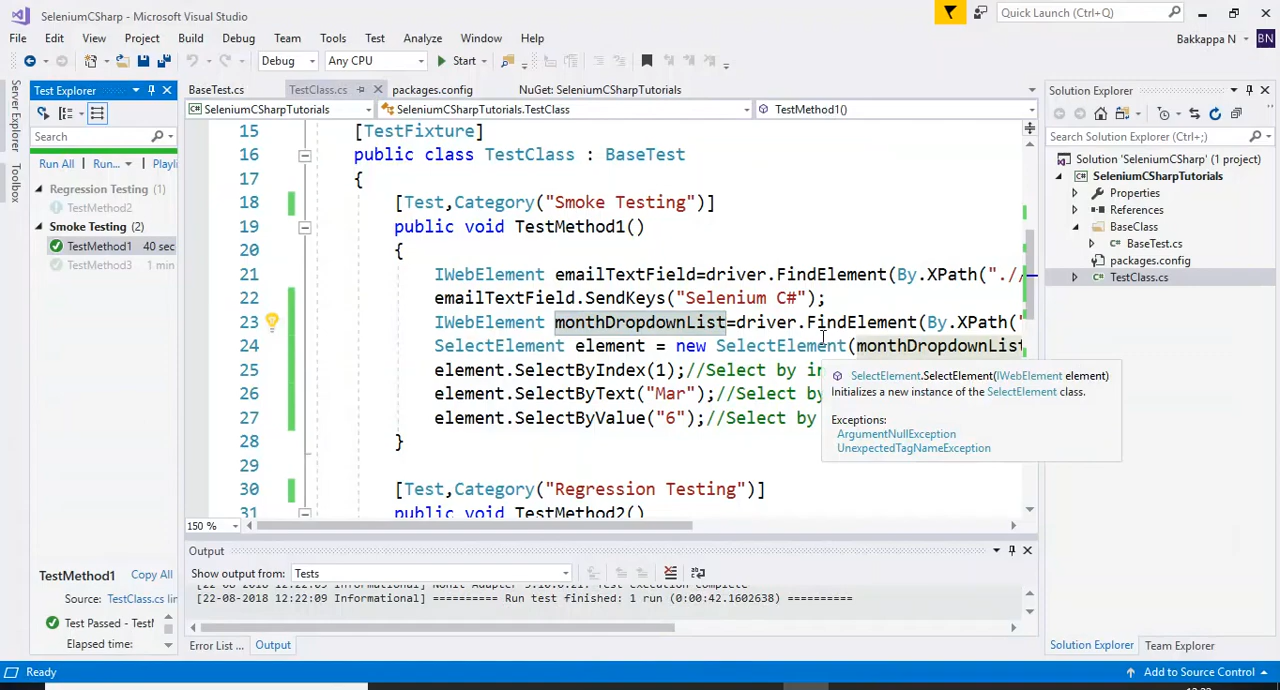 SeleniumCSharp - Microsoft Visual Studio
Quick Launch (Ctrl+Q)
File Edit View Project Build Debug Team Tools Test Analyze Window Help
Bakkappa N BN
Debug Any CPU Start
Server Explorer
Toolbox
Test Explorer
Search
Run All Run... Playli
Regression Testing (1)
TestMethod2
Smoke Testing (2)
TestMethod1 40 sec
TestMethod3 1 min
TestMethod1 Copy All
Source: TestClass.cs lin
Test Passed - TestM
Elapsed time:
BaseTest.cs TestClass.cs packages.config NuGet: SeleniumCSharpTutorials
SeleniumCSharpTutorials SeleniumCSharpTutorials.TestClass TestMethod1()
15 [TestFixture]
16 public class TestClass : BaseTest
17 {
18 [Test,Category("Smoke Testing")]
19 public void TestMethod1()
20 {
21 IWebElement emailTextField=driver.FindElement(By.XPath(".//
22 emailTextField.SendKeys("Selenium C#");
23 IWebElement monthDropdownList=driver.FindElement(By.XPath("
24 SelectElement element = new SelectElement(monthDropdownList
25 element.SelectByIndex(1);//Select by in
26 element.SelectByText("Mar");//Select by
27 element.SelectByValue("6");//Select by
28 }
29
30 [Test,Category("Regression Testing")]
31 public void TestMethod2()
SelectElement.SelectElement(IWebElement element)
Initializes a new instance of the SelectElement class.
Exceptions:
ArgumentNullException
UnexpectedTagNameException
150 %
Output
Show output from: Tests
[22-08-2018 12:22:09 Informational] ========== Run test finished: 1 run (0:00:42.1602638) ==========
Error List ... Output
Solution Explorer
Search Solution Explorer (Ctrl+;)
Solution 'SeleniumCSharp' (1 project)
SeleniumCSharpTutorials
Properties
References
BaseClass
BaseTest.cs
packages.config
TestClass.cs
Solution Explorer Team Explorer
Ready Add to Source Control